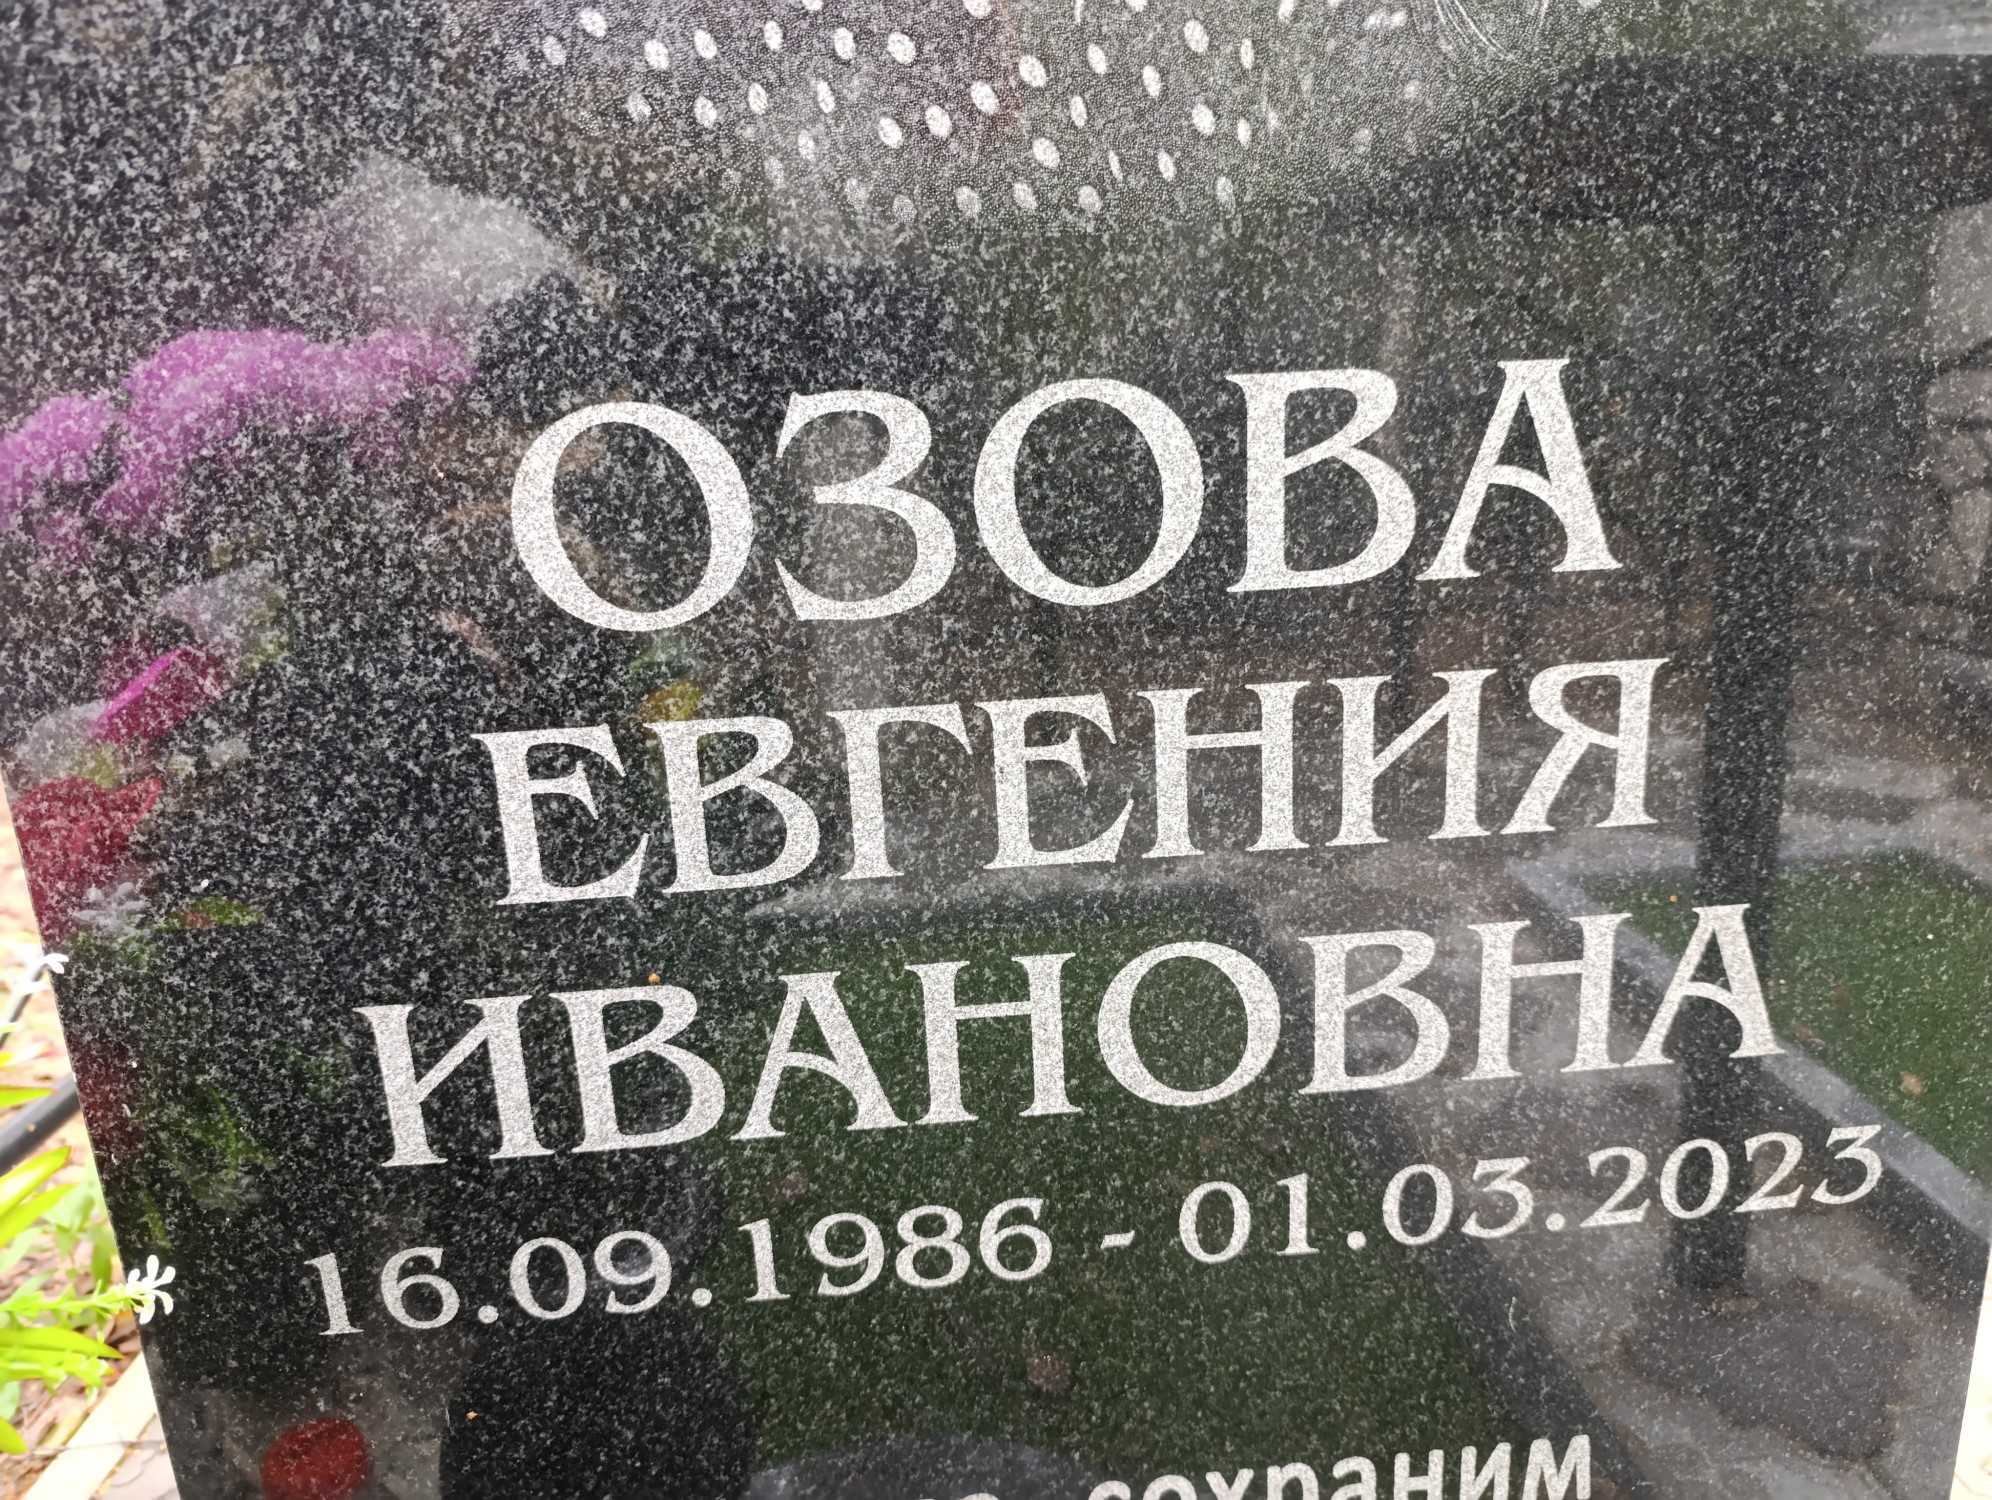 ОЗОВА
ЕВГЕНИЯ
ИВАНОВНА
16.09.1986 - 01.03.2023
сохраним